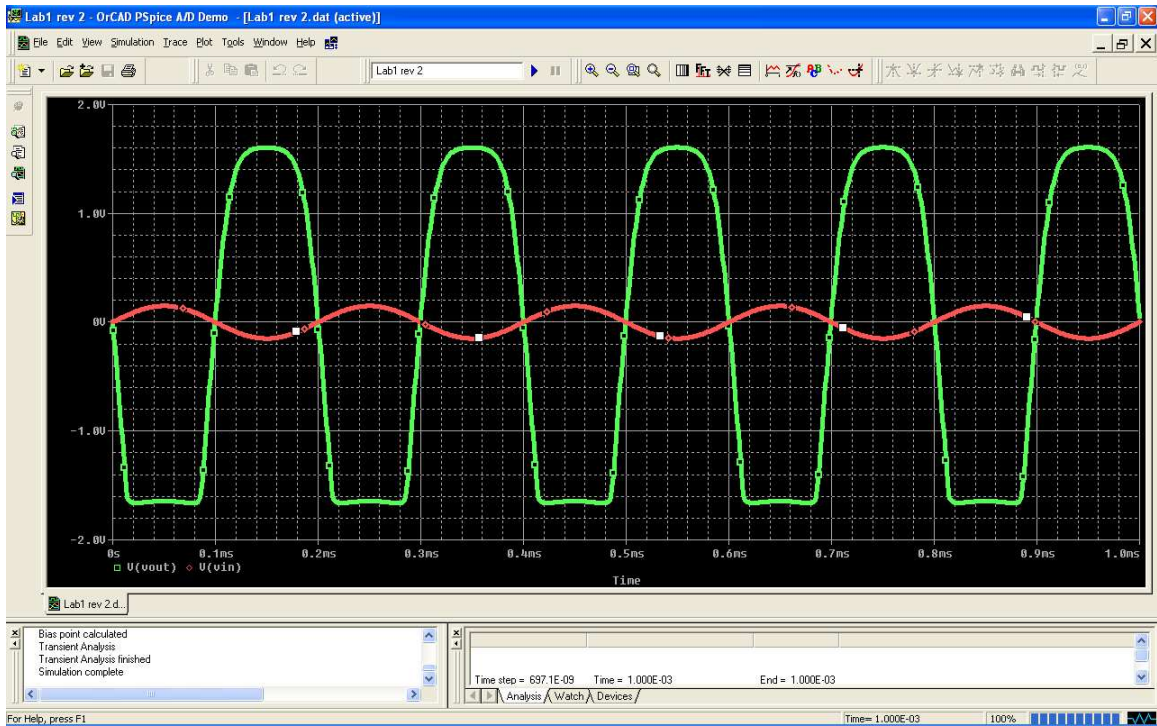 Lab1 rev 2 - OrCAD PSpice A/D Demo - [Lab1 rev 2.dat (active)]
File Edit View Simulation Trace Plot Tools Window Help
Lab1 rev 2
2.0V
1.0V
0V
-1.0V
-2.0V
0s 0.1ms 0.2ms 0.3ms 0.4ms 0.5ms 0.6ms 0.7ms 0.8ms 0.9ms 1.0ms
V(vout) V(vin)
Time
Lab1 rev 2.d...
Bias point calculated
Transient Analysis
Transient Analysis finished
Simulation complete
Time step = 697.1E-09 Time = 1.000E-03 End = 1.000E-03
Analysis Watch Devices
For Help, press F1 Time= 1.000E-03 100%